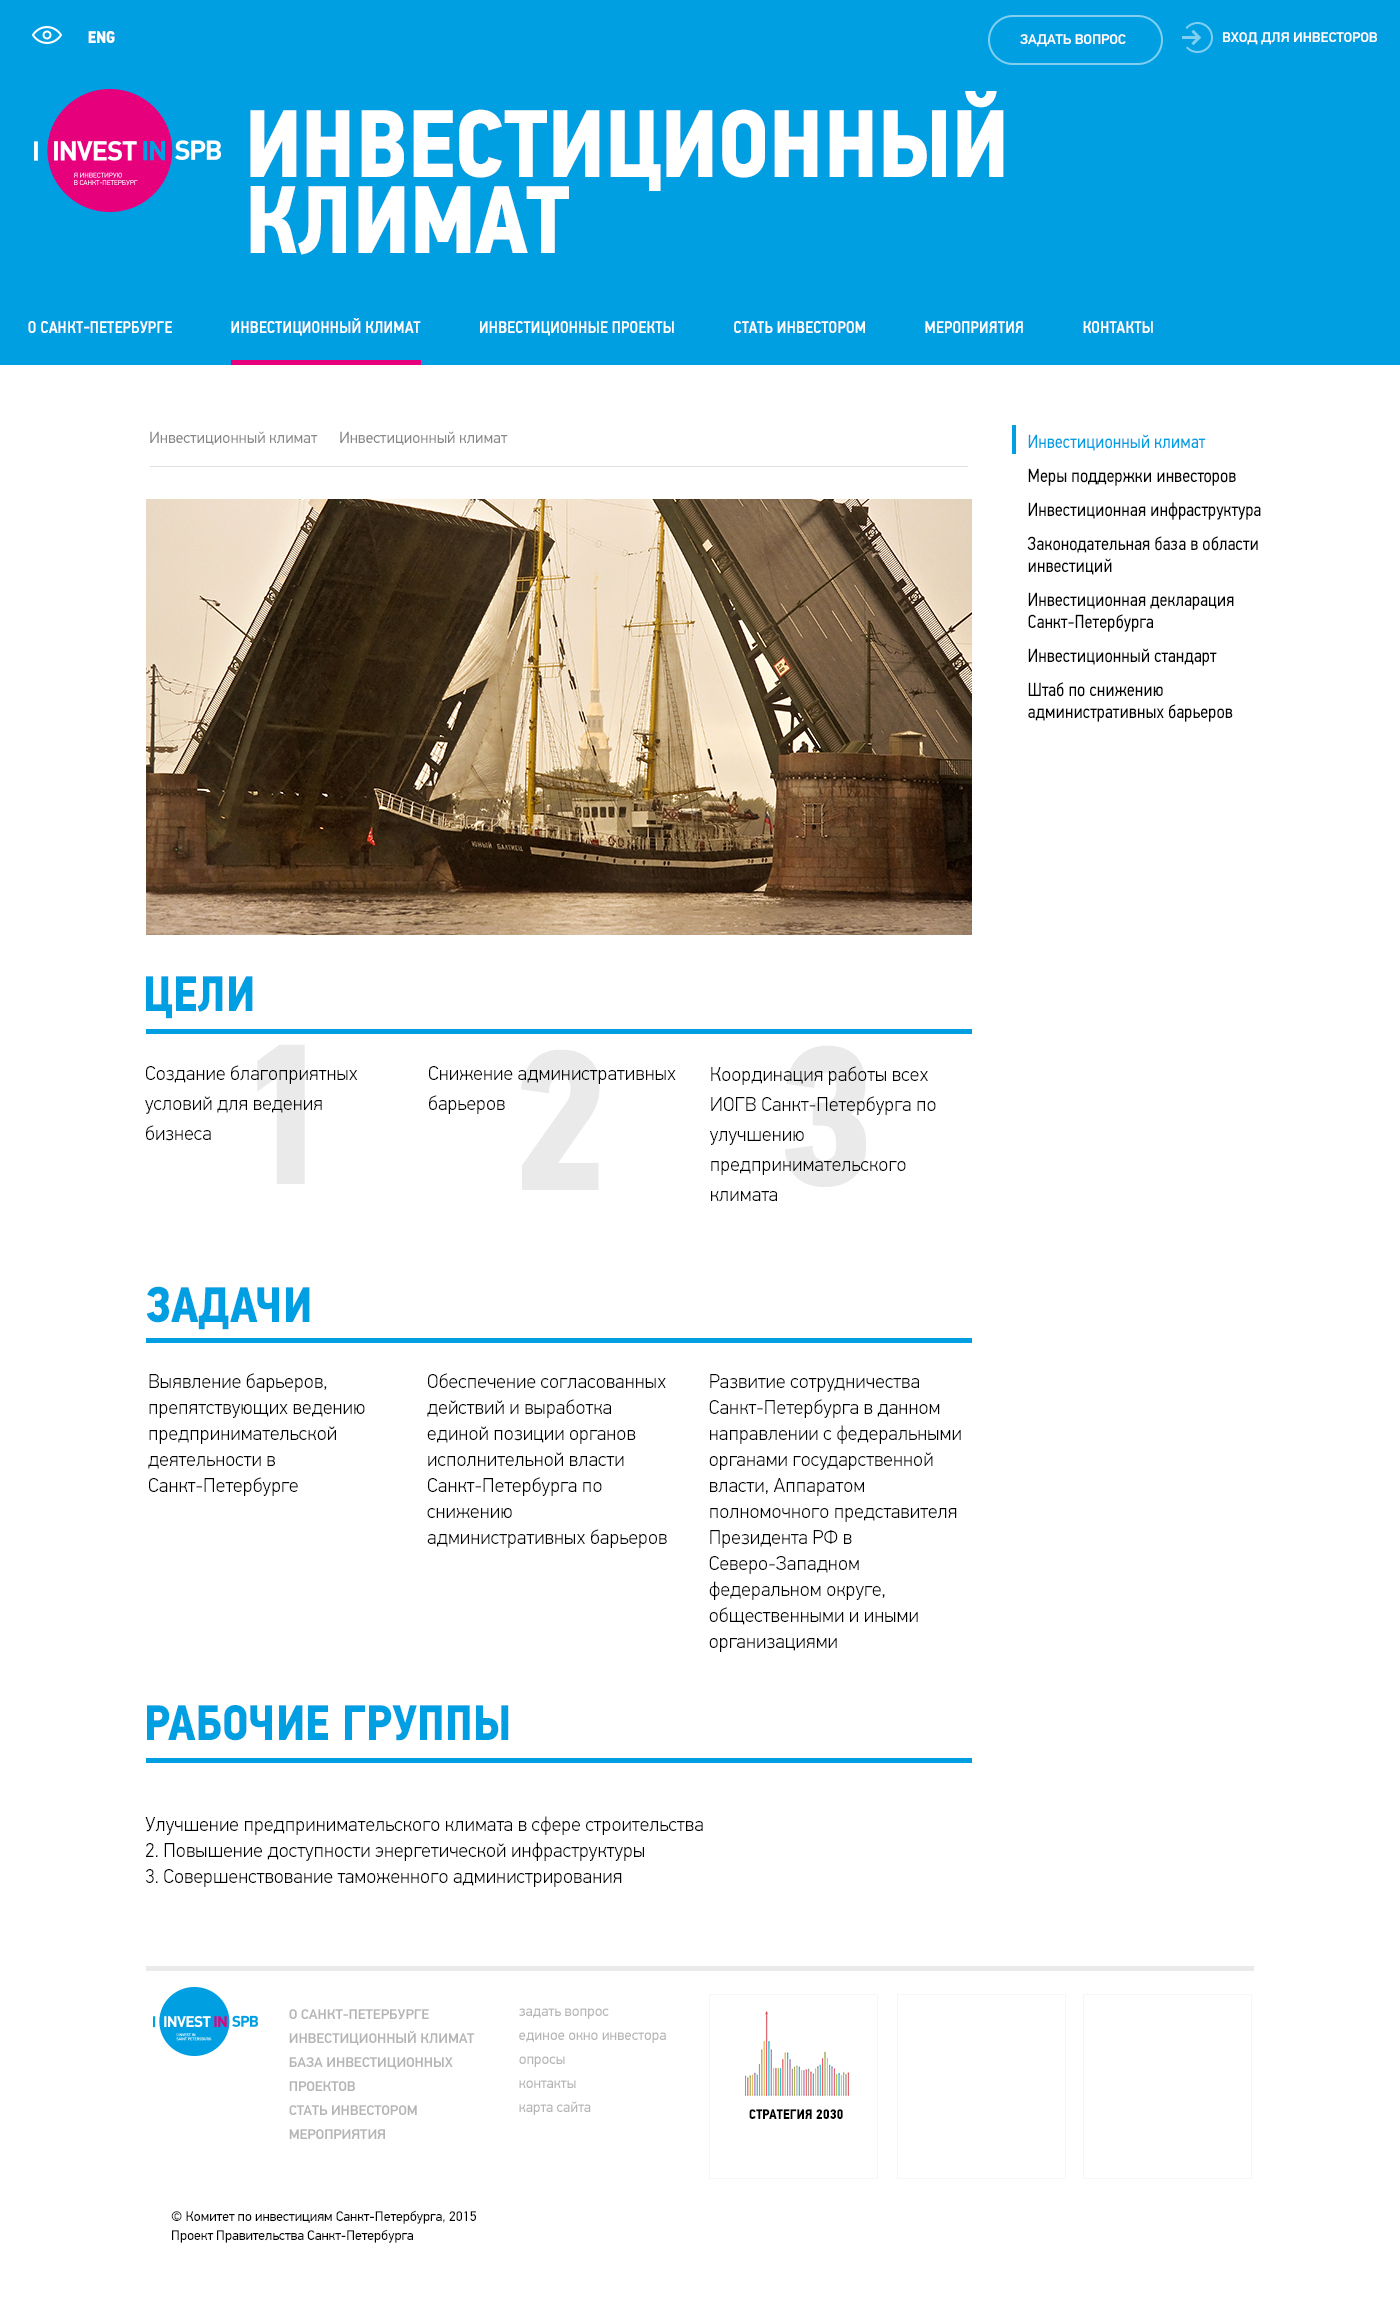 ENG
ЗАДАТЬ ВОПРОС
ВХОД ДЛЯ ИНВЕСТОРОВ
I INVEST IN SPB
Я ИНВЕСТИРУЮ
В САНКТ-ПЕТЕРБУРГ
ИНВЕСТИЦИОННЫЙ
КЛИМАТ
О САНКТ-ПЕТЕРБУРГЕ
ИНВЕСТИЦИОННЫЙ КЛИМАТ
ИНВЕСТИЦИОННЫЕ ПРОЕКТЫ
СТАТЬ ИНВЕСТОРОМ
МЕРОПРИЯТИЯ
КОНТАКТЫ
Инвестиционный климат
Инвестиционный климат
Инвестиционный климат
Меры поддержки инвесторов
Инвестиционная инфраструктура
Законодательная база в области
инвестиций
Инвестиционная декларация
Санкт-Петербурга
Инвестиционный стандарт
Штаб по снижению
административных барьеров
ЮНЫЙ БАЛТИЕЦ
ЦЕЛИ
1
Создание благоприятных
условий для ведения
бизнеса
2
Снижение административных
барьеров
3
Координация работы всех
ИОГВ Санкт-Петербурга по
улучшению
предпринимательского
климата
ЗАДАЧИ
Выявление барьеров,
препятствующих ведению
предпринимательской
деятельности в
Санкт-Петербурге
Обеспечение согласованных
действий и выработка
единой позиции органов
исполнительной власти
Санкт-Петербурга по
снижению
административных барьеров
Развитие сотрудничества
Санкт-Петербурга в данном
направлении с федеральными
органами государственной
власти, Аппаратом
полномочного представителя
Президента РФ в
Северо-Западном
федеральном округе,
общественными и иными
организациями
РАБОЧИЕ ГРУППЫ
Улучшение предпринимательского климата в сфере строительства
2. Повышение доступности энергетической инфраструктуры
3. Совершенствование таможенного администрирования
I INVEST IN SPB
I INVEST IN
SAINT PETERSBURG
О САНКТ-ПЕТЕРБУРГЕ
ИНВЕСТИЦИОННЫЙ КЛИМАТ
БАЗА ИНВЕСТИЦИОННЫХ
ПРОЕКТОВ
СТАТЬ ИНВЕСТОРОМ
МЕРОПРИЯТИЯ
задать вопрос
единое окно инвестора
опросы
контакты
карта сайта
СТРАТЕГИЯ 2030
© Комитет по инвестициям Санкт-Петербурга, 2015
Проект Правительства Санкт-Петербурга